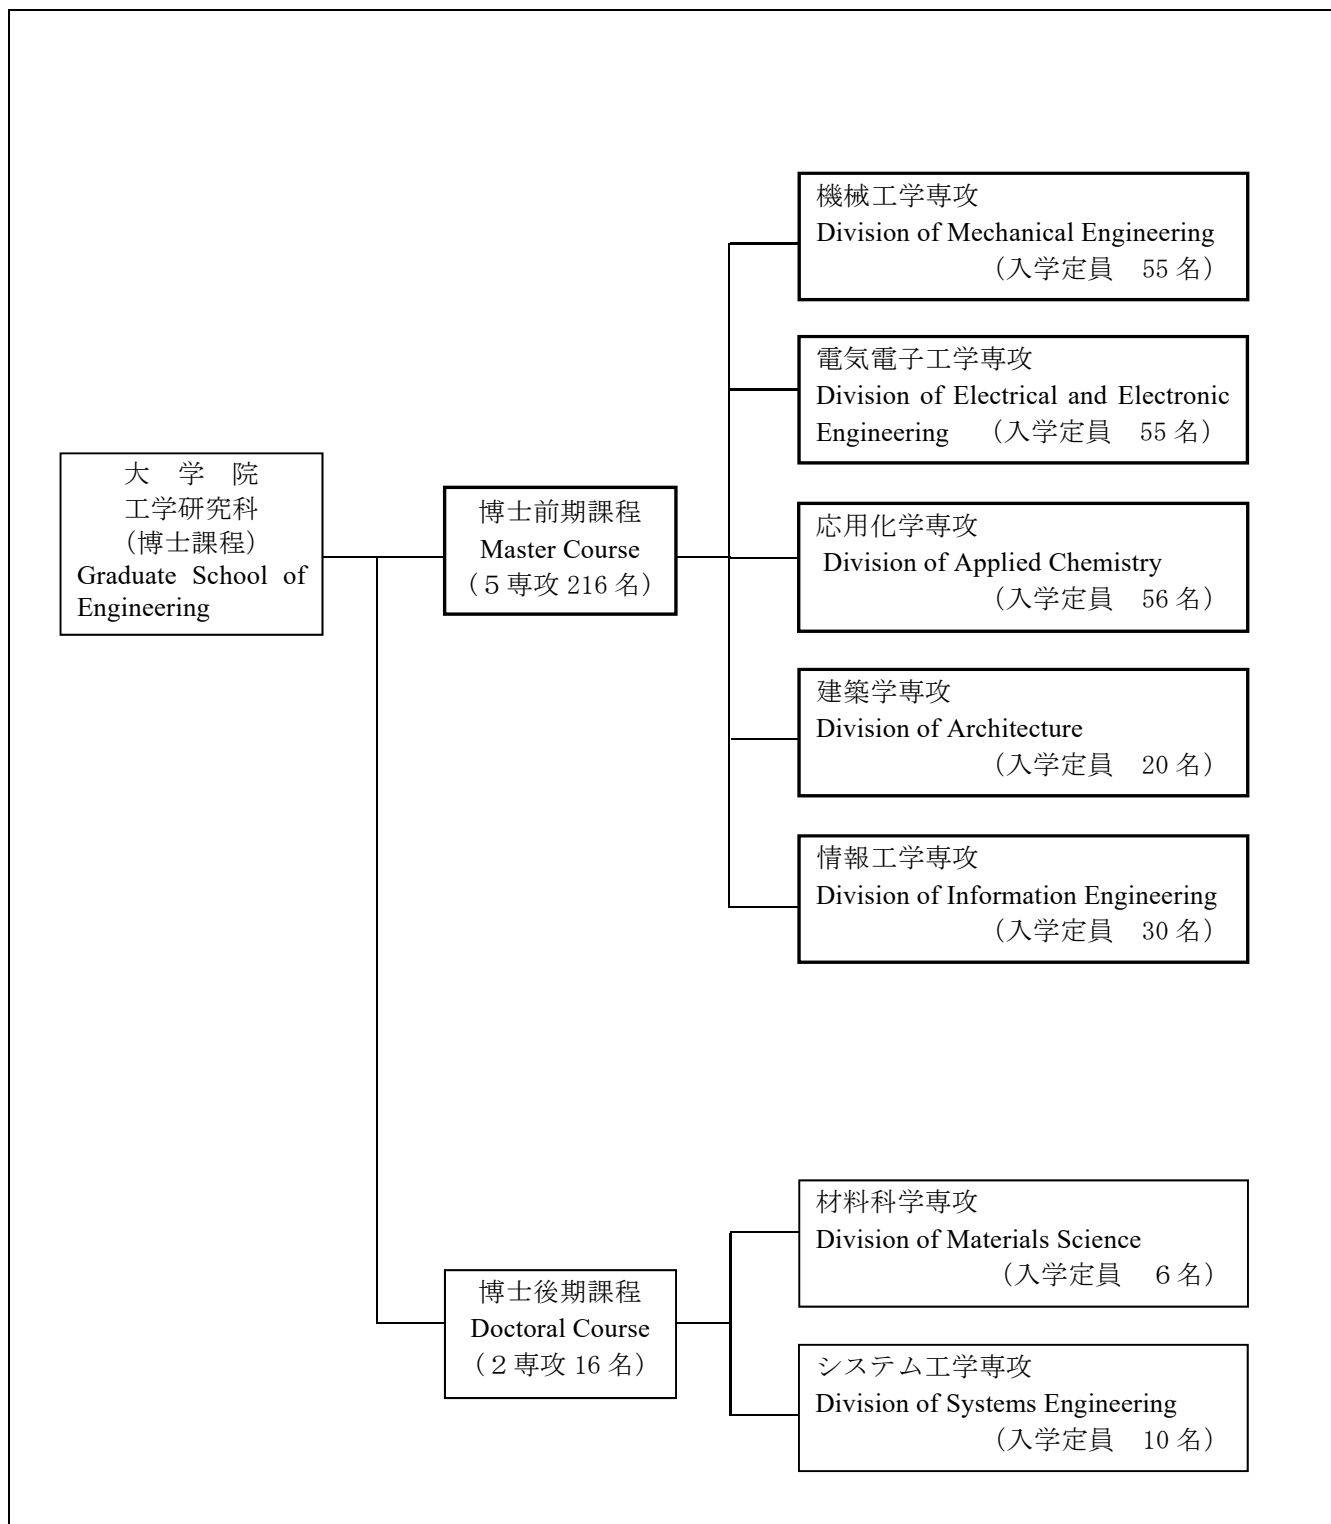 大　学　院
工学研究科
（博士課程）
Graduate School of
Engineering
博士前期課程
Master Course
（５専攻 216 名）
機械工学専攻
Division of Mechanical Engineering
（入学定員　55 名）
電気電子工学専攻
Division of Electrical and Electronic
Engineering　（入学定員　55 名）
応用化学専攻
Division of Applied Chemistry
（入学定員　56 名）
建築学専攻
Division of Architecture
（入学定員　20 名）
情報工学専攻
Division of Information Engineering
（入学定員　30 名）
博士後期課程
Doctoral Course
（２専攻 16 名）
材料科学専攻
Division of Materials Science
（入学定員　６名）
システム工学専攻
Division of Systems Engineering
（入学定員　10 名）